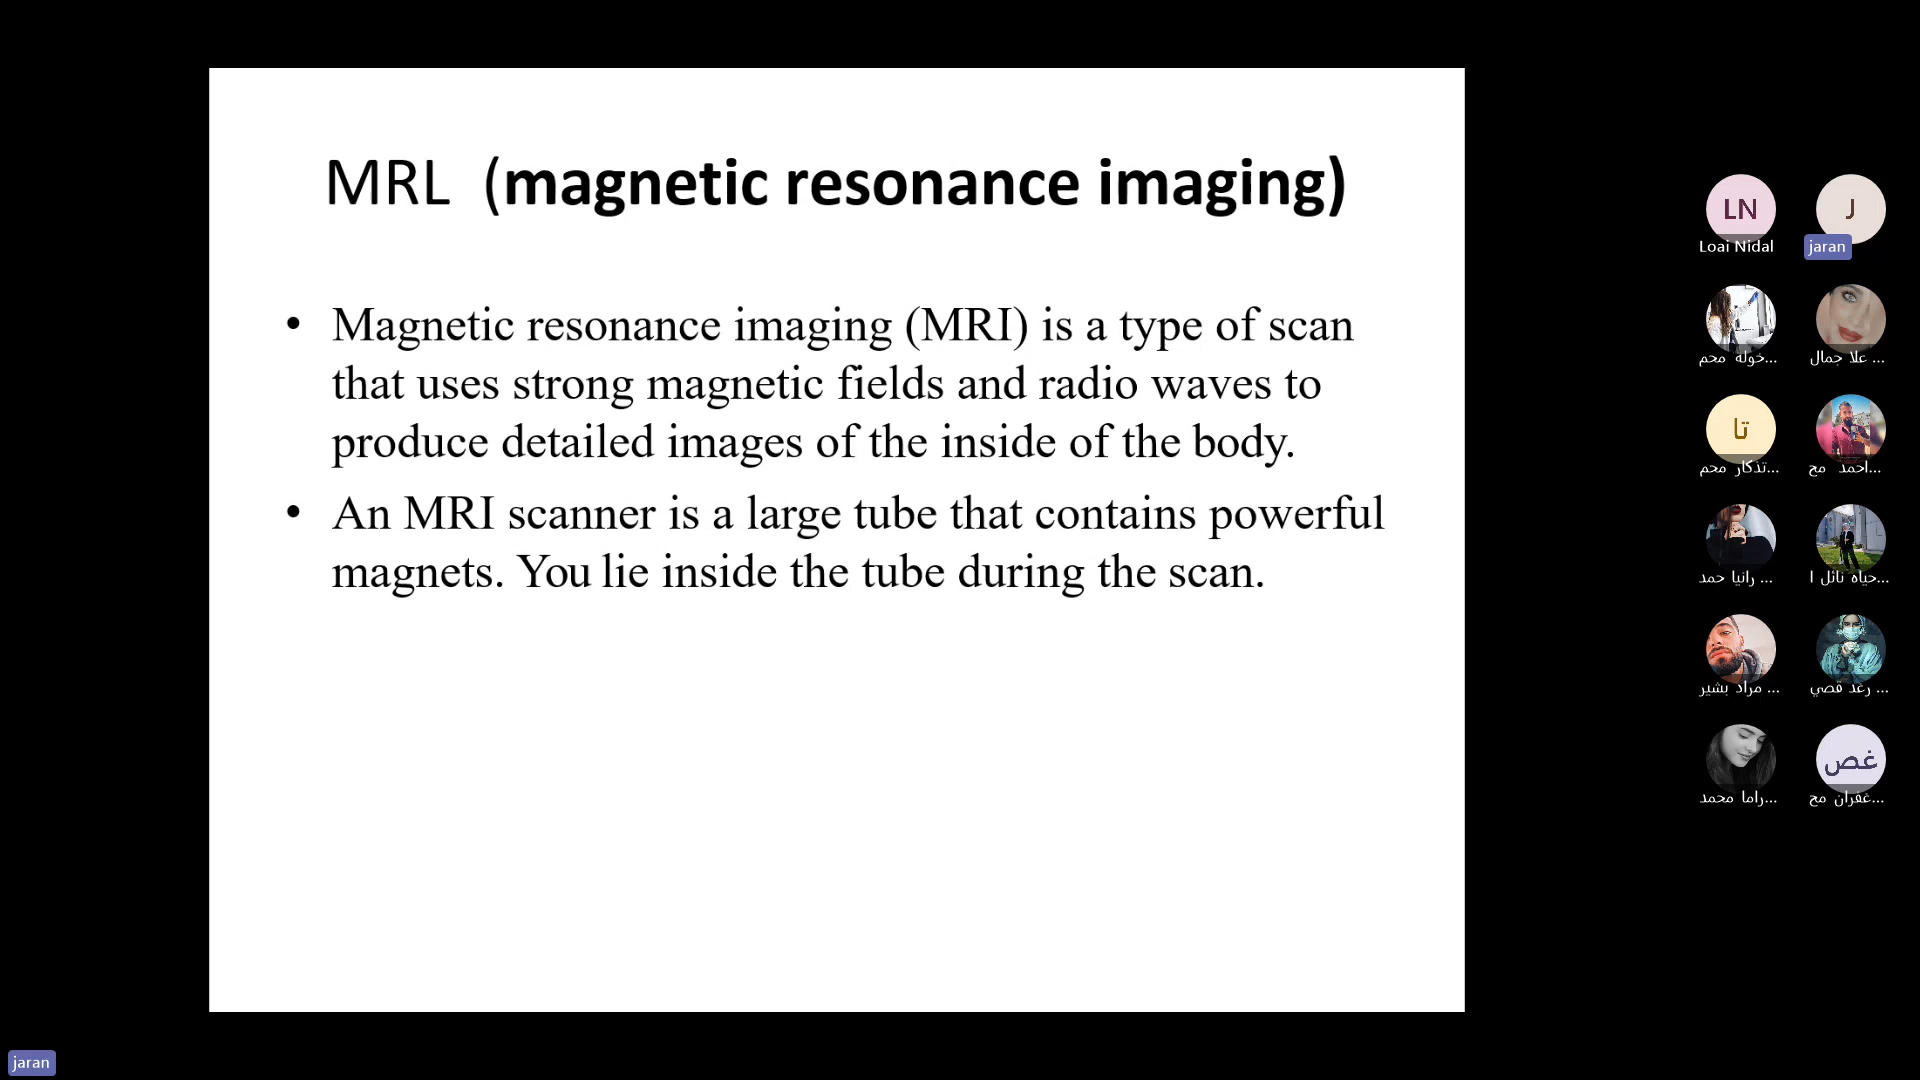 MRL (magnetic resonance imaging)
• Magnetic resonance imaging (MRI) is a type of scan
that uses strong magnetic fields and radio waves to
produce detailed images of the inside of the body.
• An MRI scanner is a large tube that contains powerful
magnets. You lie inside the tube during the scan.
LN
Loai Nidal
J
jaran
خوله محم...
علا جمال ...
تا
تذكار محم...
احمد مح...
رانيا حمد ...
حياه نائل ا...
مراد بشير ...
رغد قصي ...
راما محمد...
غص
غفران مح...
jaran